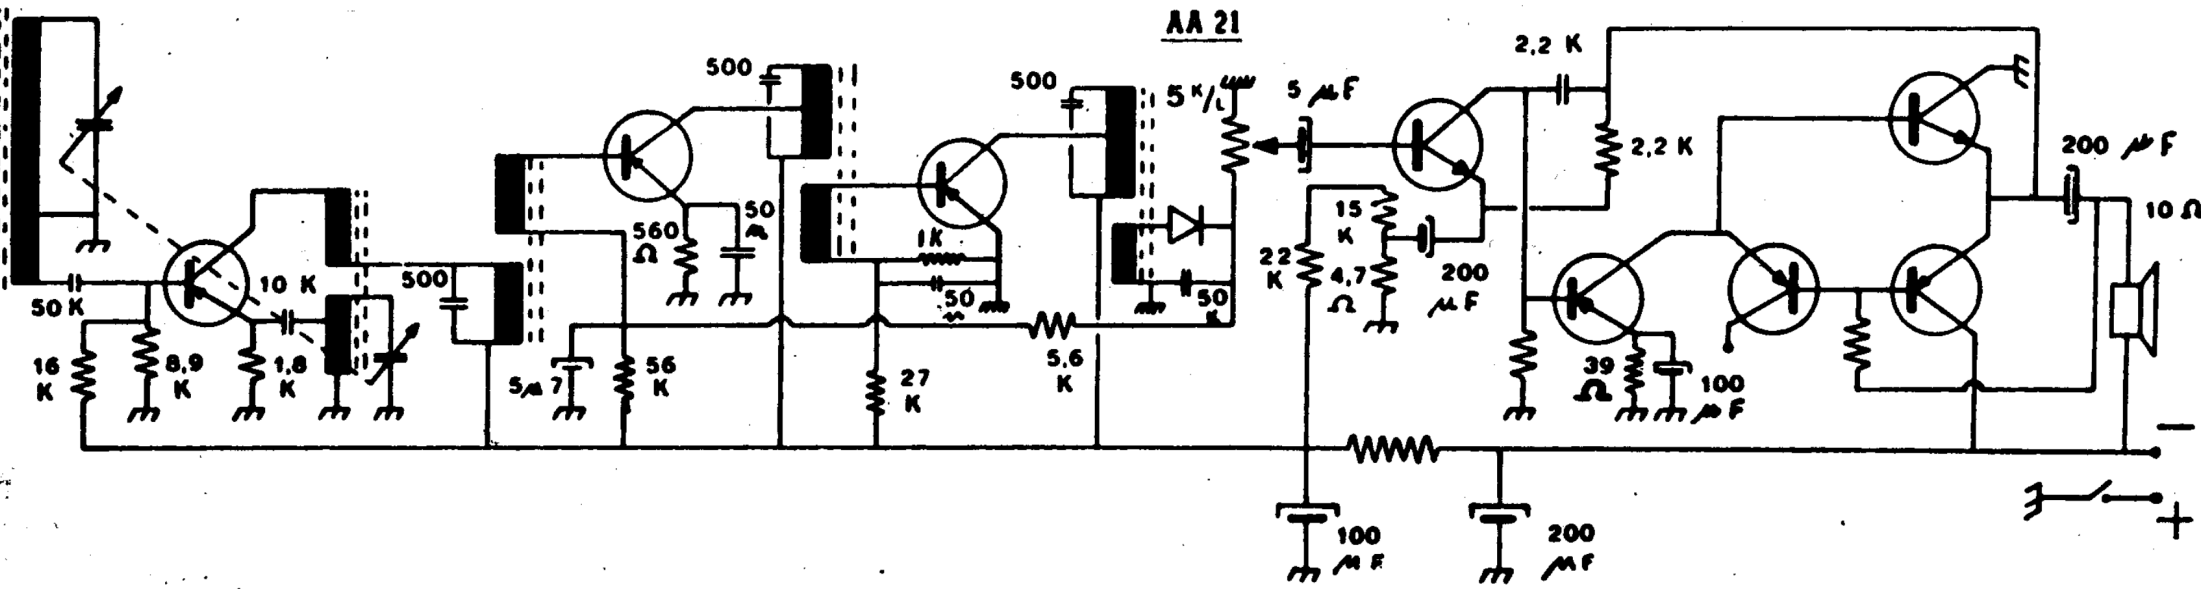 AA 21
2,2 K
500
500
5 K/L
5 µF
2,2 K
200 µF
10 Ω
50 K
10 K
500
560 Ω
50
1K
50
50 K
15 K
22 K
4,7 Ω
200 µF
16 K
8,9 K
1,8 K
5µ 7
56 K
27 K
5,6 K
39 Ω
100 µF
100 µF
200 µF
−
+